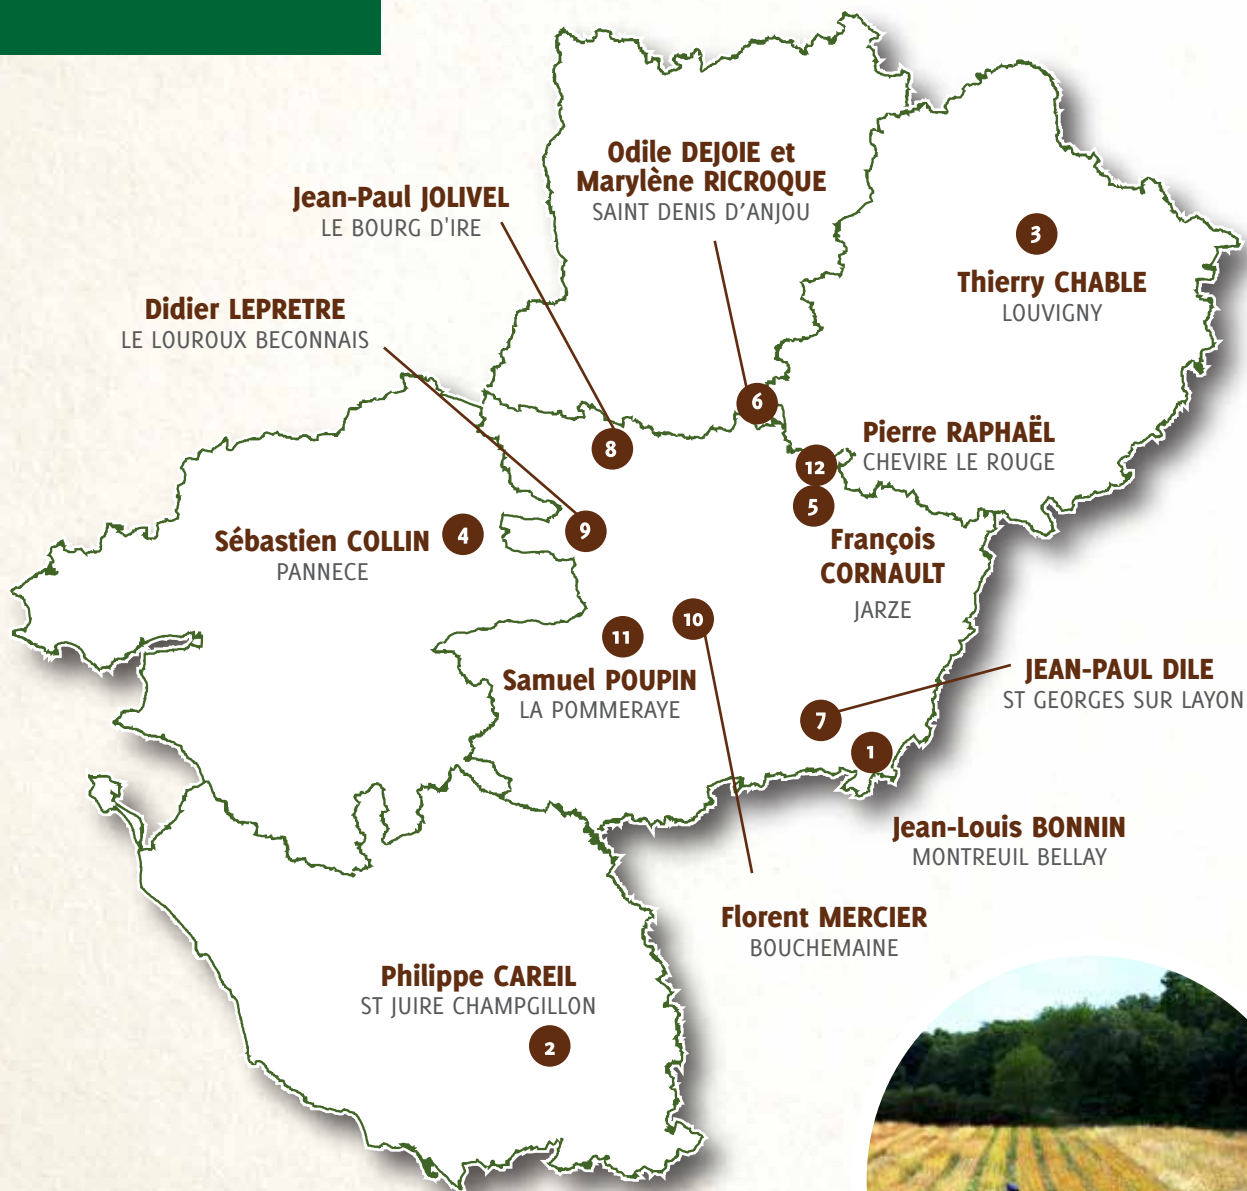 Odile DEJOIE et
Marylène RICROQUE
SAINT DENIS D’ANJOU
Jean-Paul JOLIVEL
LE BOURG D'IRE
3
Thierry CHABLE
LOUVIGNY
Didier LEPRETRE
LE LOUROUX BECONNAIS
6
8
Pierre RAPHAËL
CHEVIRE LE ROUGE
12
5
François
CORNAULT
JARZE
Sébastien COLLIN
PANNECE
4
9
10
11
Samuel POUPIN
LA POMMERAYE
JEAN-PAUL DILE
ST GEORGES SUR LAYON
7
1
Jean-Louis BONNIN
MONTREUIL BELLAY
Florent MERCIER
BOUCHEMAINE
Philippe CAREIL
ST JUIRE CHAMPGILLON
2